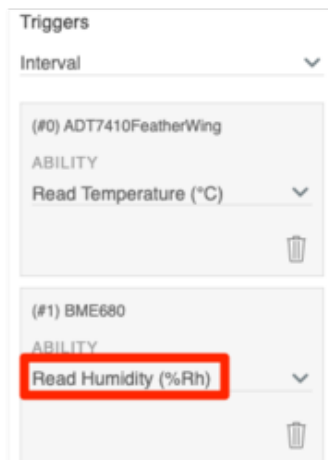 Triggers
Interval
(#0) ADT7410FeatherWing
ABILITY
Read Temperature (°C)
(#1) BME680
ABILITY
Read Humidity (%Rh)